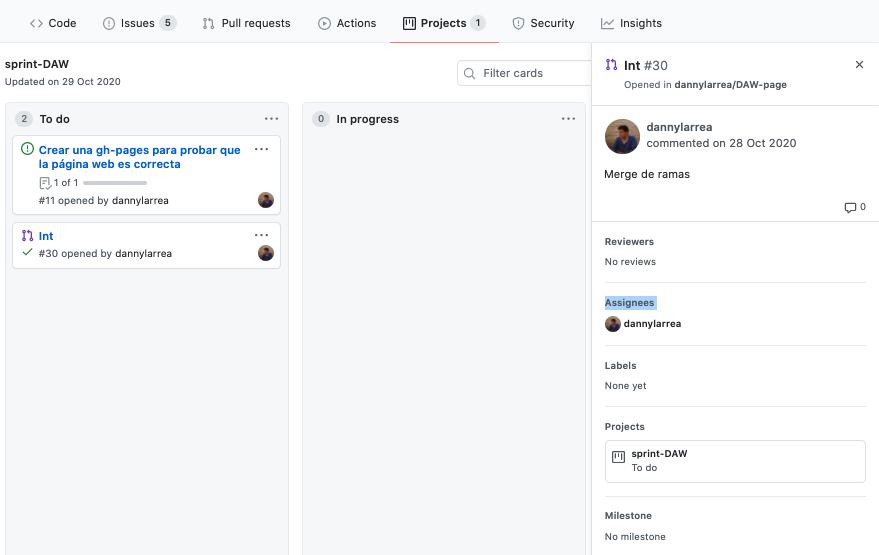 Code Issues 5 Pull requests Actions Projects 1 Security Insights
sprint-DAW
Updated on 29 Oct 2020
Filter cards
2 To do
Crear una gh-pages para probar que
la página web es correcta
1 of 1
#11 opened by dannylarrea
Int
#30 opened by dannylarrea
0 In progress
Int #30
Opened in dannylarrea/DAW-page
dannylarrea
commented on 28 Oct 2020
Merge de ramas
0
Reviewers
No reviews
Assignees
dannylarrea
Labels
None yet
Projects
sprint-DAW
To do
Milestone
No milestone